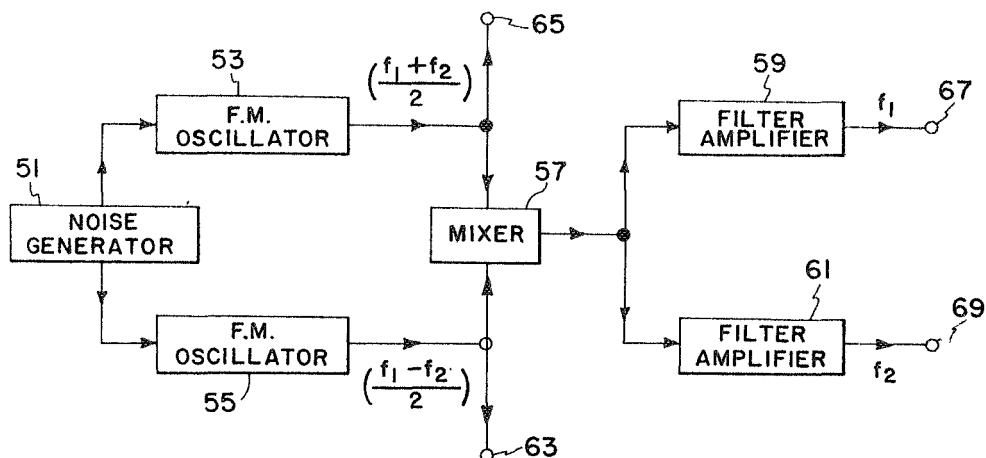 65
53
F.M.
OSCILLATOR
(f₁ + f₂ / 2)
59
FILTER
AMPLIFIER
f₁
67
51
NOISE
GENERATOR
57
MIXER
61
FILTER
AMPLIFIER
f₂
69
F.M.
OSCILLATOR
55
(f₁ - f₂ / 2)
63